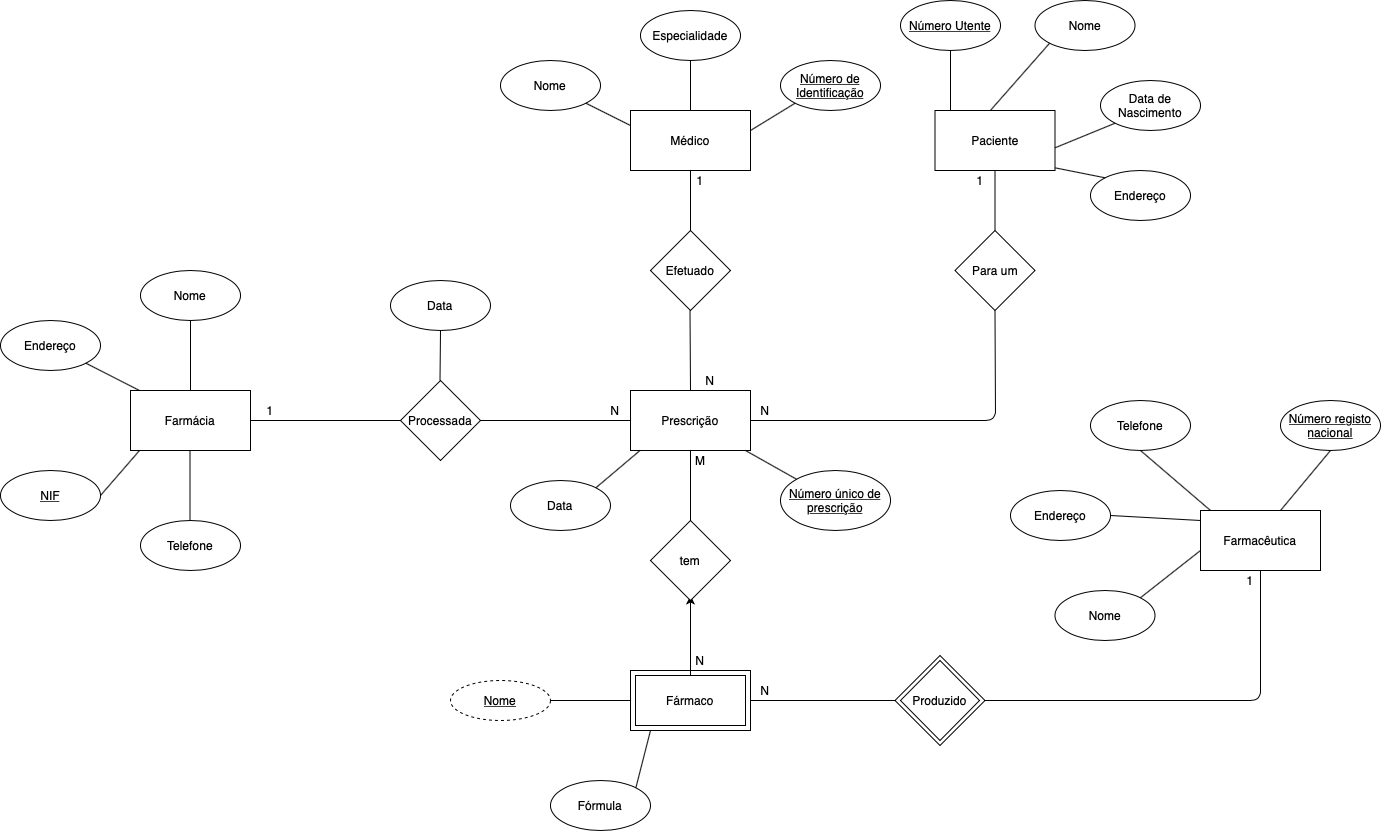 Número Utente
Nome
Especialidade
Nome
Número de
Identificação
Data de
Nascimento
Médico
Paciente
1
1
Endereço
Efetuado
Para um
Nome
Data
Endereço
N
1
N
N
Farmácia
Processada
Prescrição
Telefone
Número registo
nacional
M
NIF
Data
Número único de
prescrição
Endereço
Telefone
Farmacêutica
tem
1
Nome
N
N
Nome
Fármaco
Produzido
Fórmula